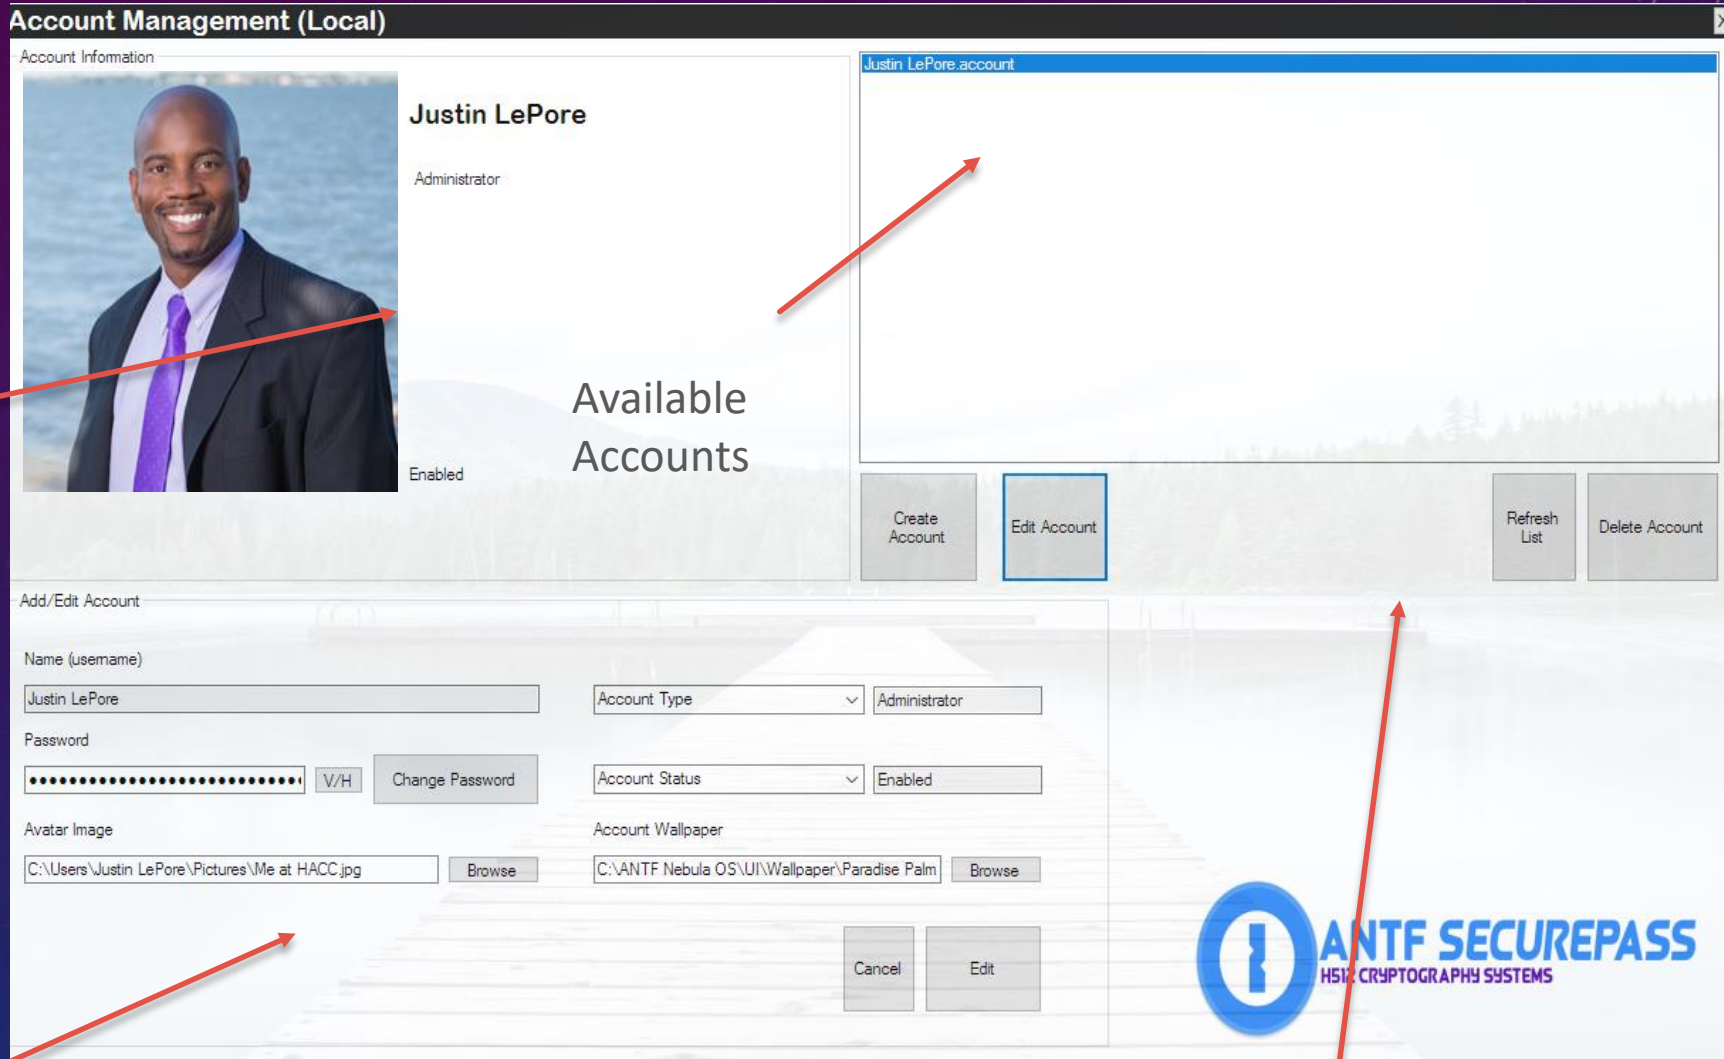 Account Management (Local)
X
Account Information
Justin LePore
Administrator
Enabled
Available
Accounts
Justin LePore.account
Create
Account
Edit Account
Refresh
List
Delete Account
Add/Edit Account
Name (username)
Justin LePore
Account Type
Administrator
Password
V/H
Change Password
Account Status
Enabled
Avatar Image
Account Wallpaper
C:\Users\Justin LePore\Pictures\Me at HACC.jpg
Browse
C:\ANTF Nebula OS\UI\Wallpaper\Paradise Palm
Browse
Cancel
Edit
ANTF SECUREPASS
H512 CRYPTOGRAPHY SYSTEMS